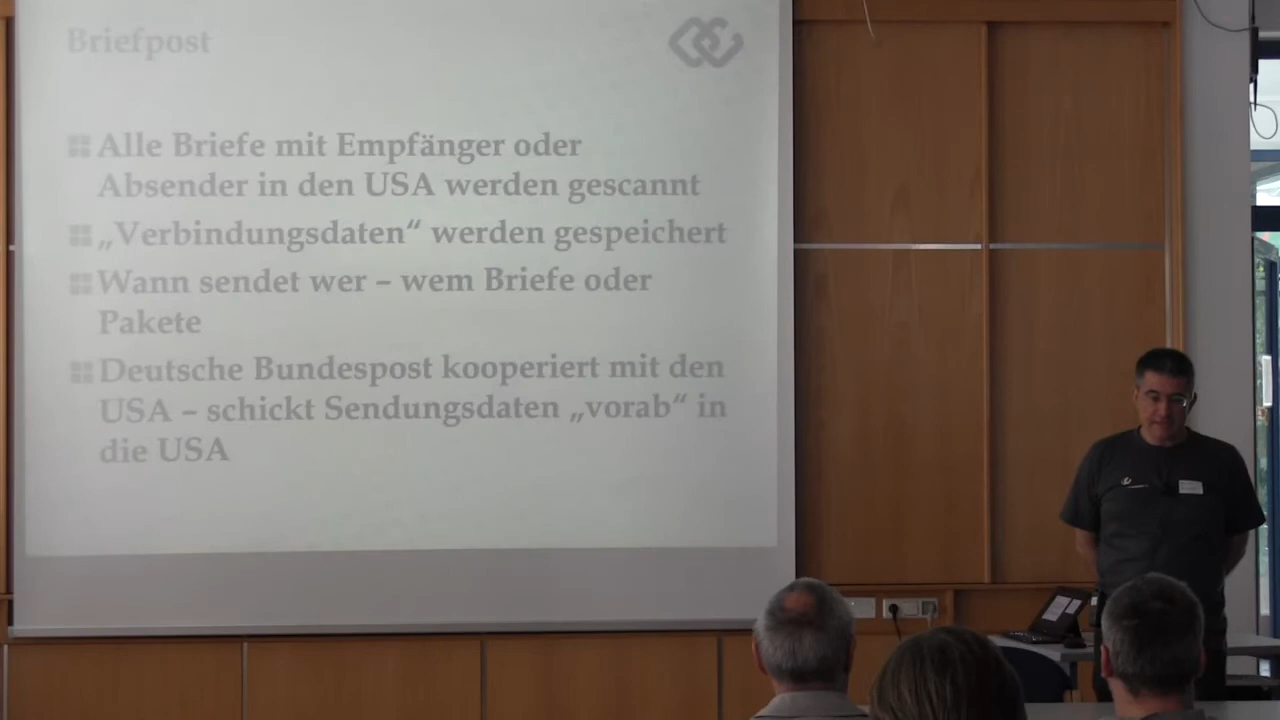 Briefpost
Alle Briefe mit Empfänger oder
Absender in den USA werden gescannt
„Verbindungsdaten“ werden gespeichert
Wann sendet wer – wem Briefe oder
Pakete
Deutsche Bundespost kooperiert mit den
USA – schickt Sendungsdaten „vorab“ in
die USA